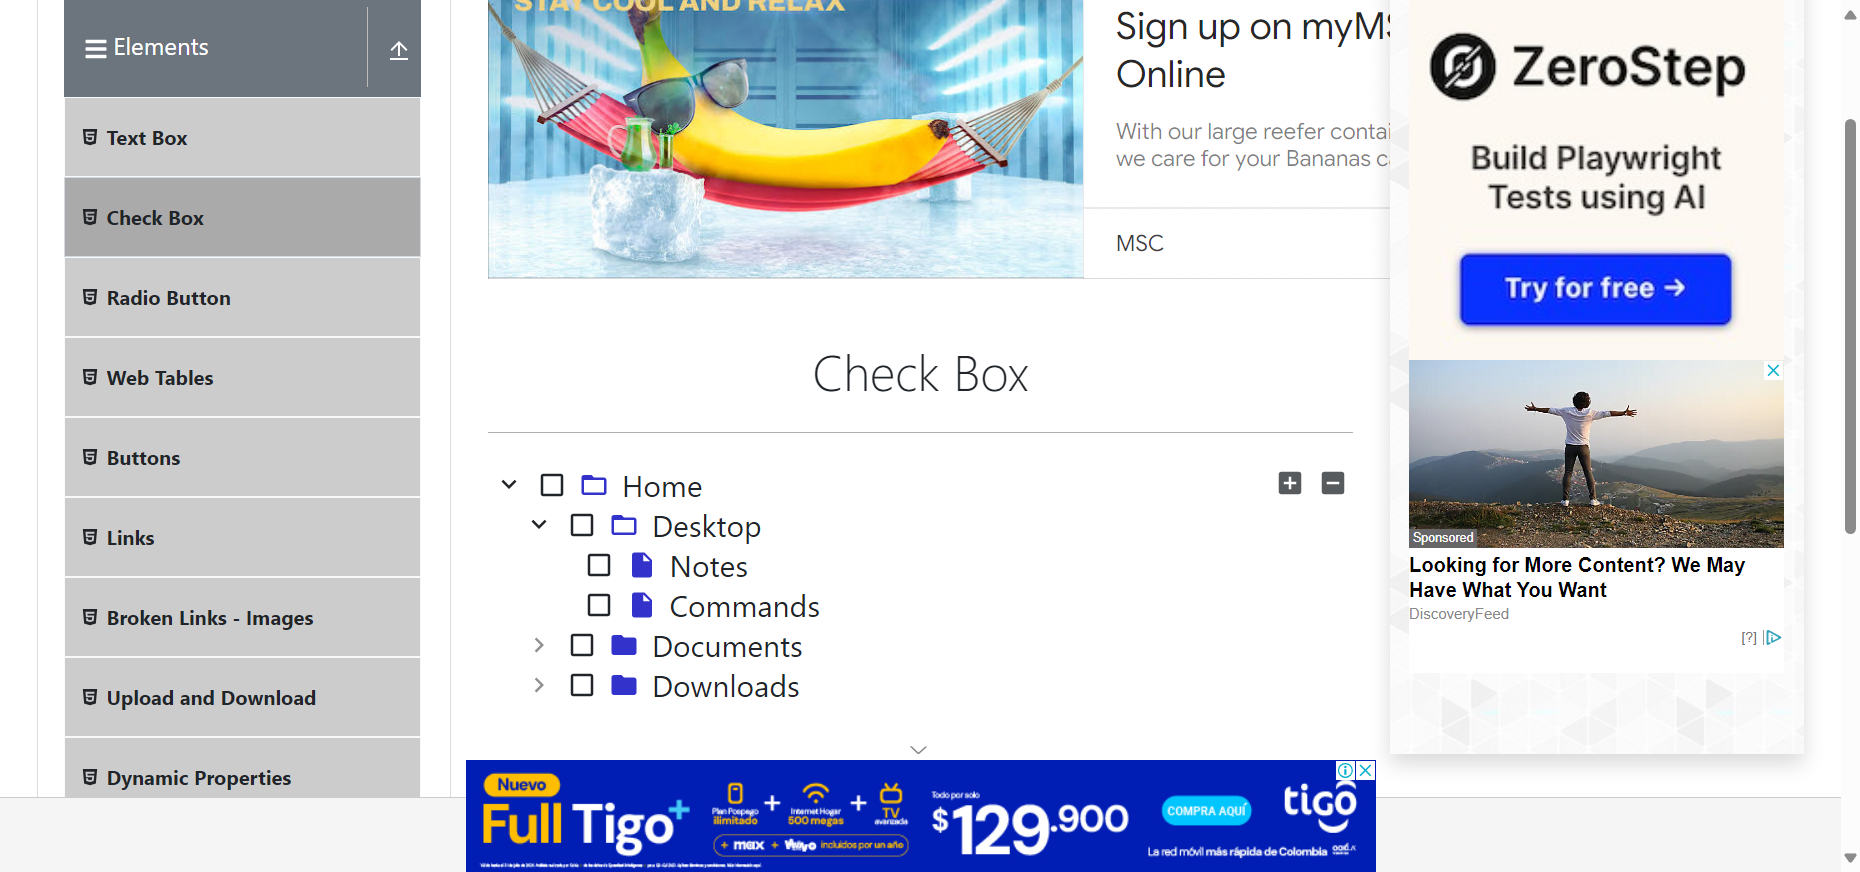 Elements
Text Box
Check Box
Radio Button
Web Tables
Buttons
Links
Broken Links - Images
Upload and Download
Dynamic Properties
STAY COOL AND RELAX
Sign up on myMS
Online
With our large reefer contai
we care for your Bananas c
MSC
Check Box
Home
Desktop
Notes
Commands
Documents
Downloads
ZeroStep
Build Playwright
Tests using AI
Try for free →
Sponsored
Looking for More Content? We May
Have What You Want
DiscoveryFeed
[?]
Nuevo
Full Tigo+
Plan Pospago
ilimitado
+
Internet Hogar
500 megas
+
TV
avanzada
+ max + Vivvo incluidos por un año
Todo por solo
$129.900
COMPRA AQUÍ
tigo
La red móvil más rápida de Colombia